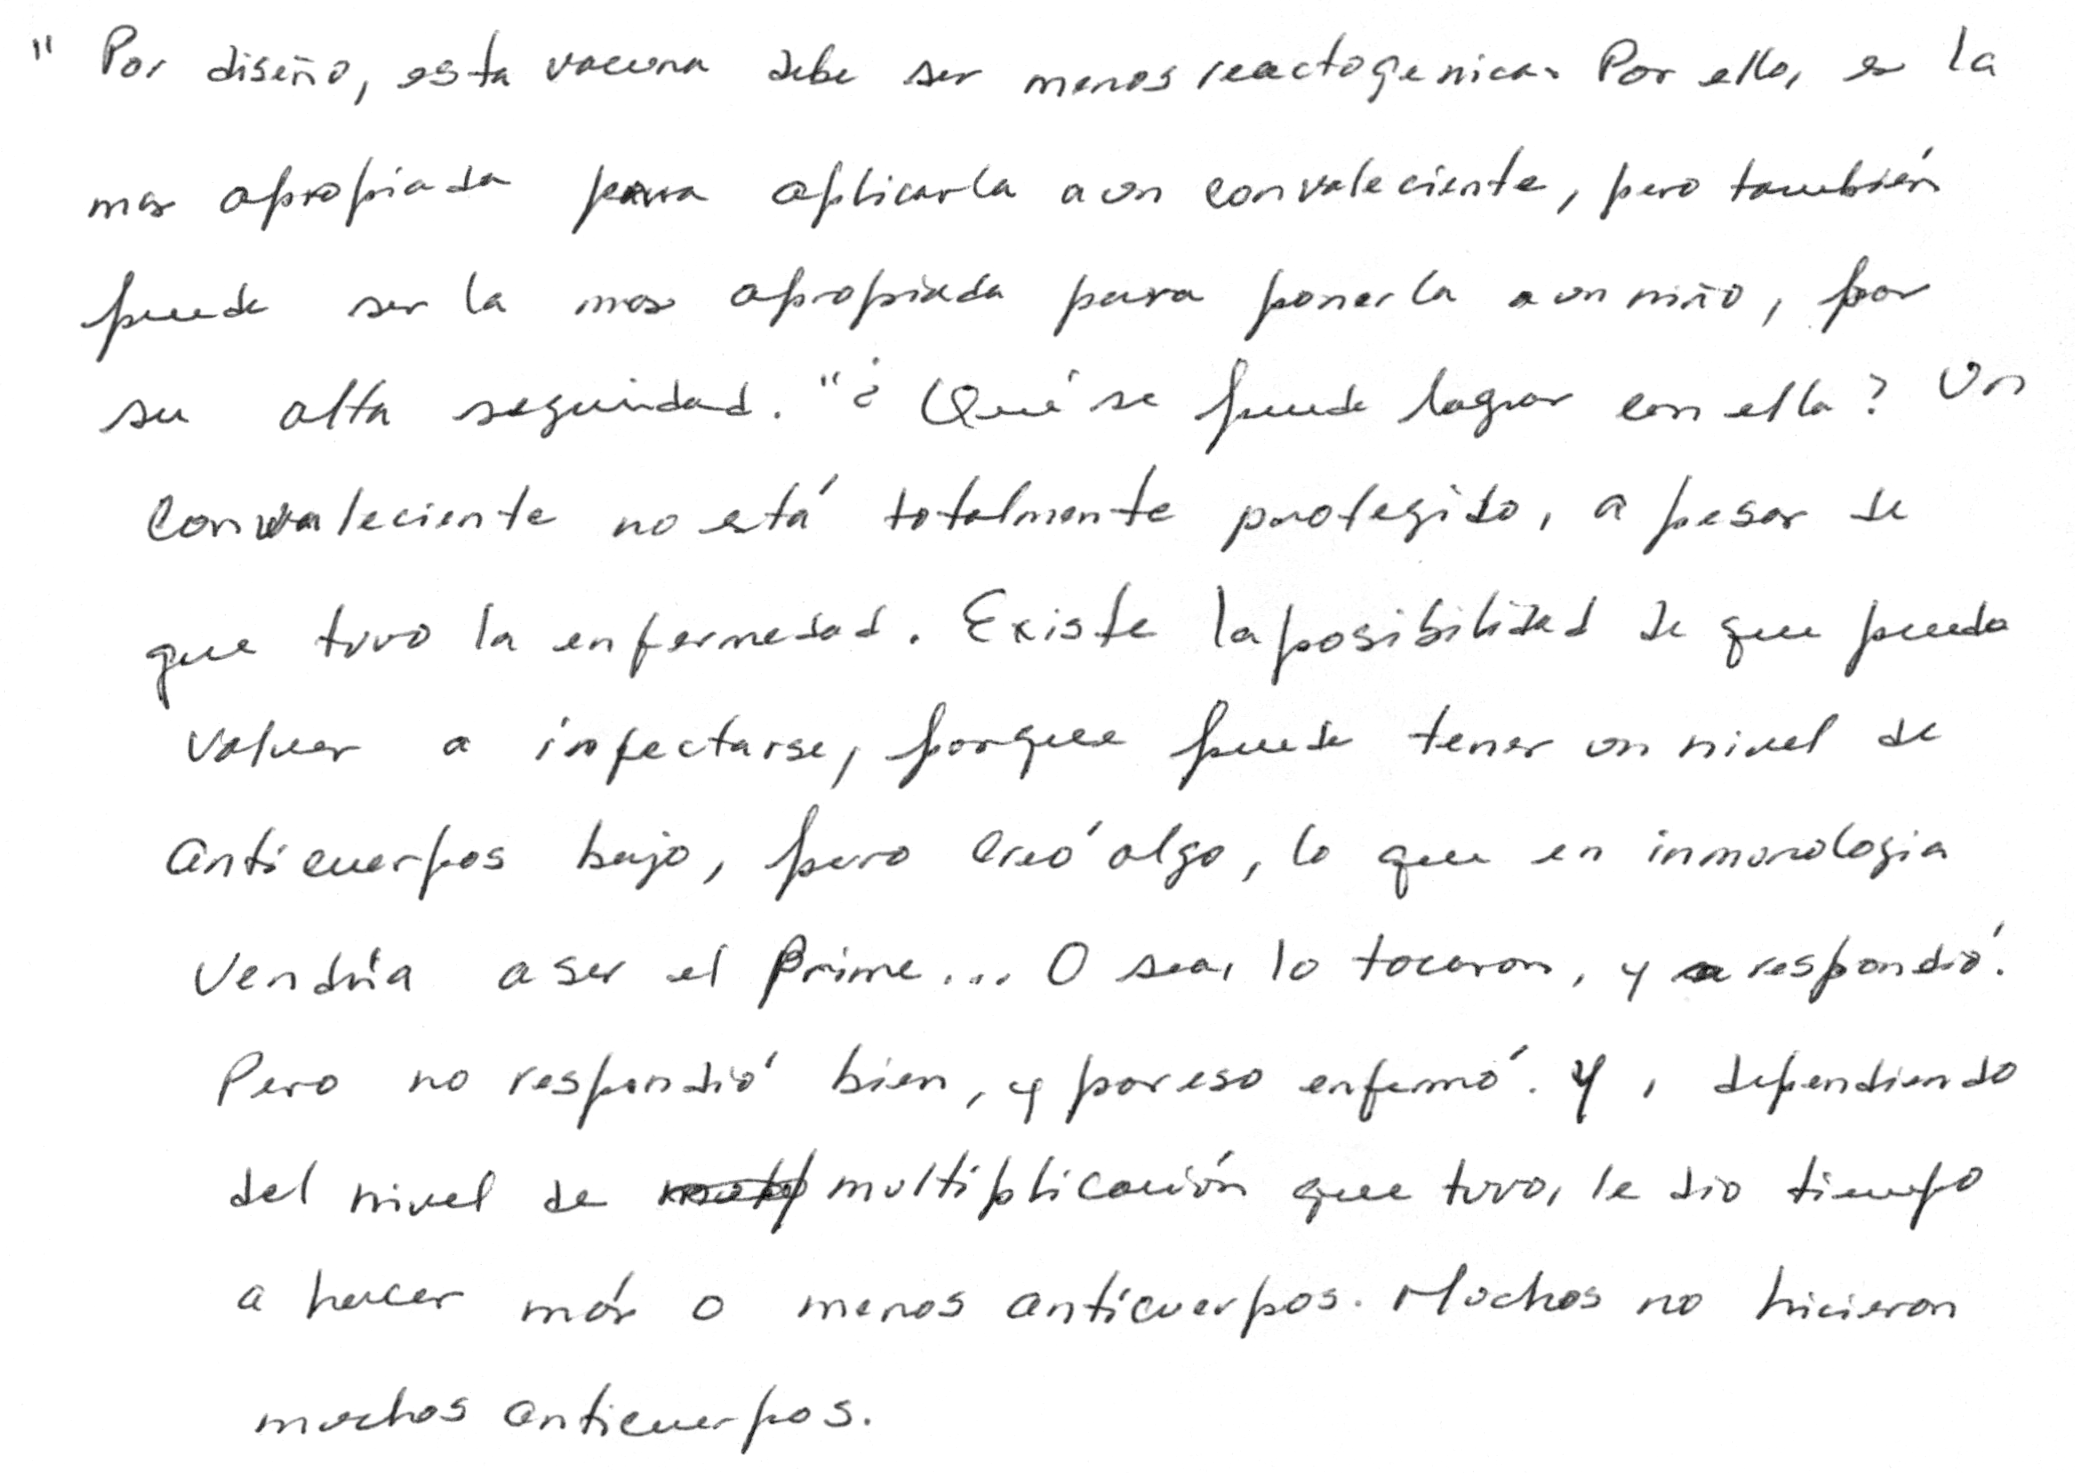 " Por diseño, esta vacuna debe ser menos reactogenica. Por ello, es la
mas apropiada para aplicarla a un convaleciente, pero también
puede ser la mas apropiada para ponerla a un niño, por
su alta seguridad. "¿ Qué se puede lograr con ella? Un
convaleciente no está totalmente protegido, a pesar de
que tuvo la enfermedad. Existe la posibilidad de que pueda
volver a infectarse, porque puede tener un nivel de
anticuerpos bajo, pero creó algo, lo que en inmunologia
vendría a ser el Prime... O sea, lo tocaron, y respondió.
Pero no respondió bien, y por eso enfermó. Y, dependiendo
del nivel de multiplicación que tuvo, le dio tiempo
a hacer más o menos anticuerpos. Muchos no hicieron
muchos anticuerpos.